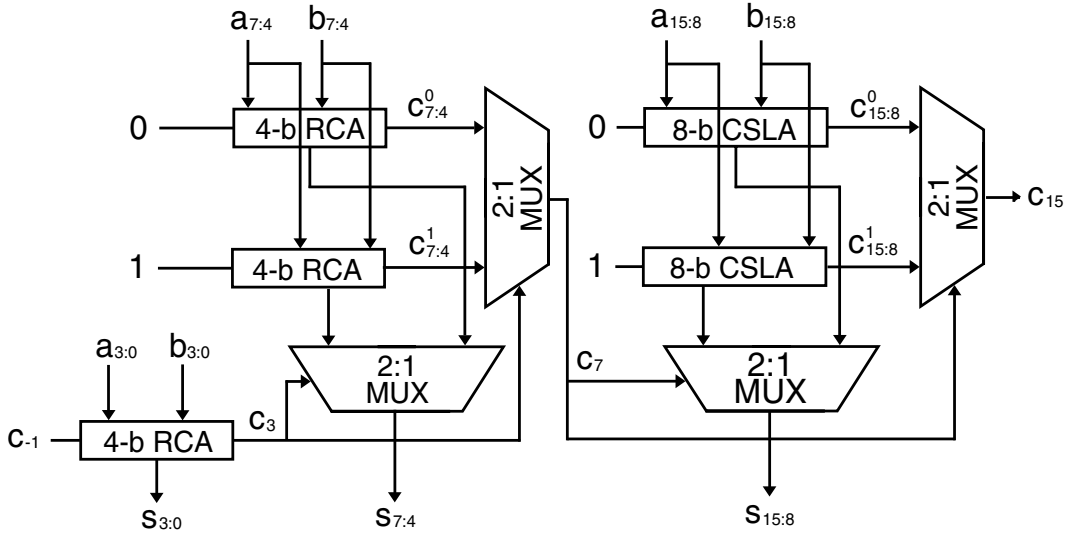 a7:4 b7:4 a15:8 b15:8
0 4-b RCA c⁰7:4 2:1 MUX 0 8-b CSLA c⁰15:8 2:1 MUX c15
1 4-b RCA c¹7:4 1 8-b CSLA c¹15:8
a3:0 b3:0 2:1 MUX c7 2:1 MUX
c-1 4-b RCA c3
s3:0 s7:4 s15:8